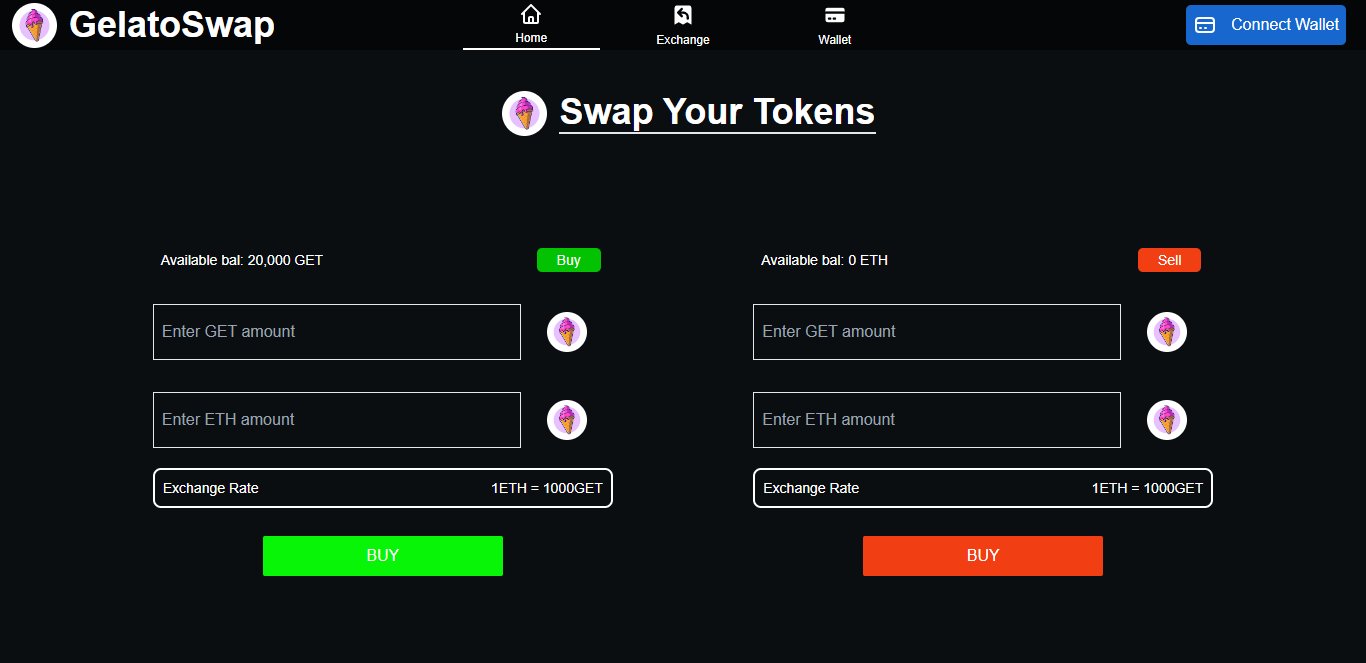 GelatoSwap
Home
Exchange
Wallet
Connect Wallet
Swap Your Tokens
Available bal: 20,000 GET
Buy
Enter GET amount
Enter ETH amount
Exchange Rate
1ETH = 1000GET
BUY
Available bal: 0 ETH
Sell
Enter GET amount
Enter ETH amount
Exchange Rate
1ETH = 1000GET
BUY